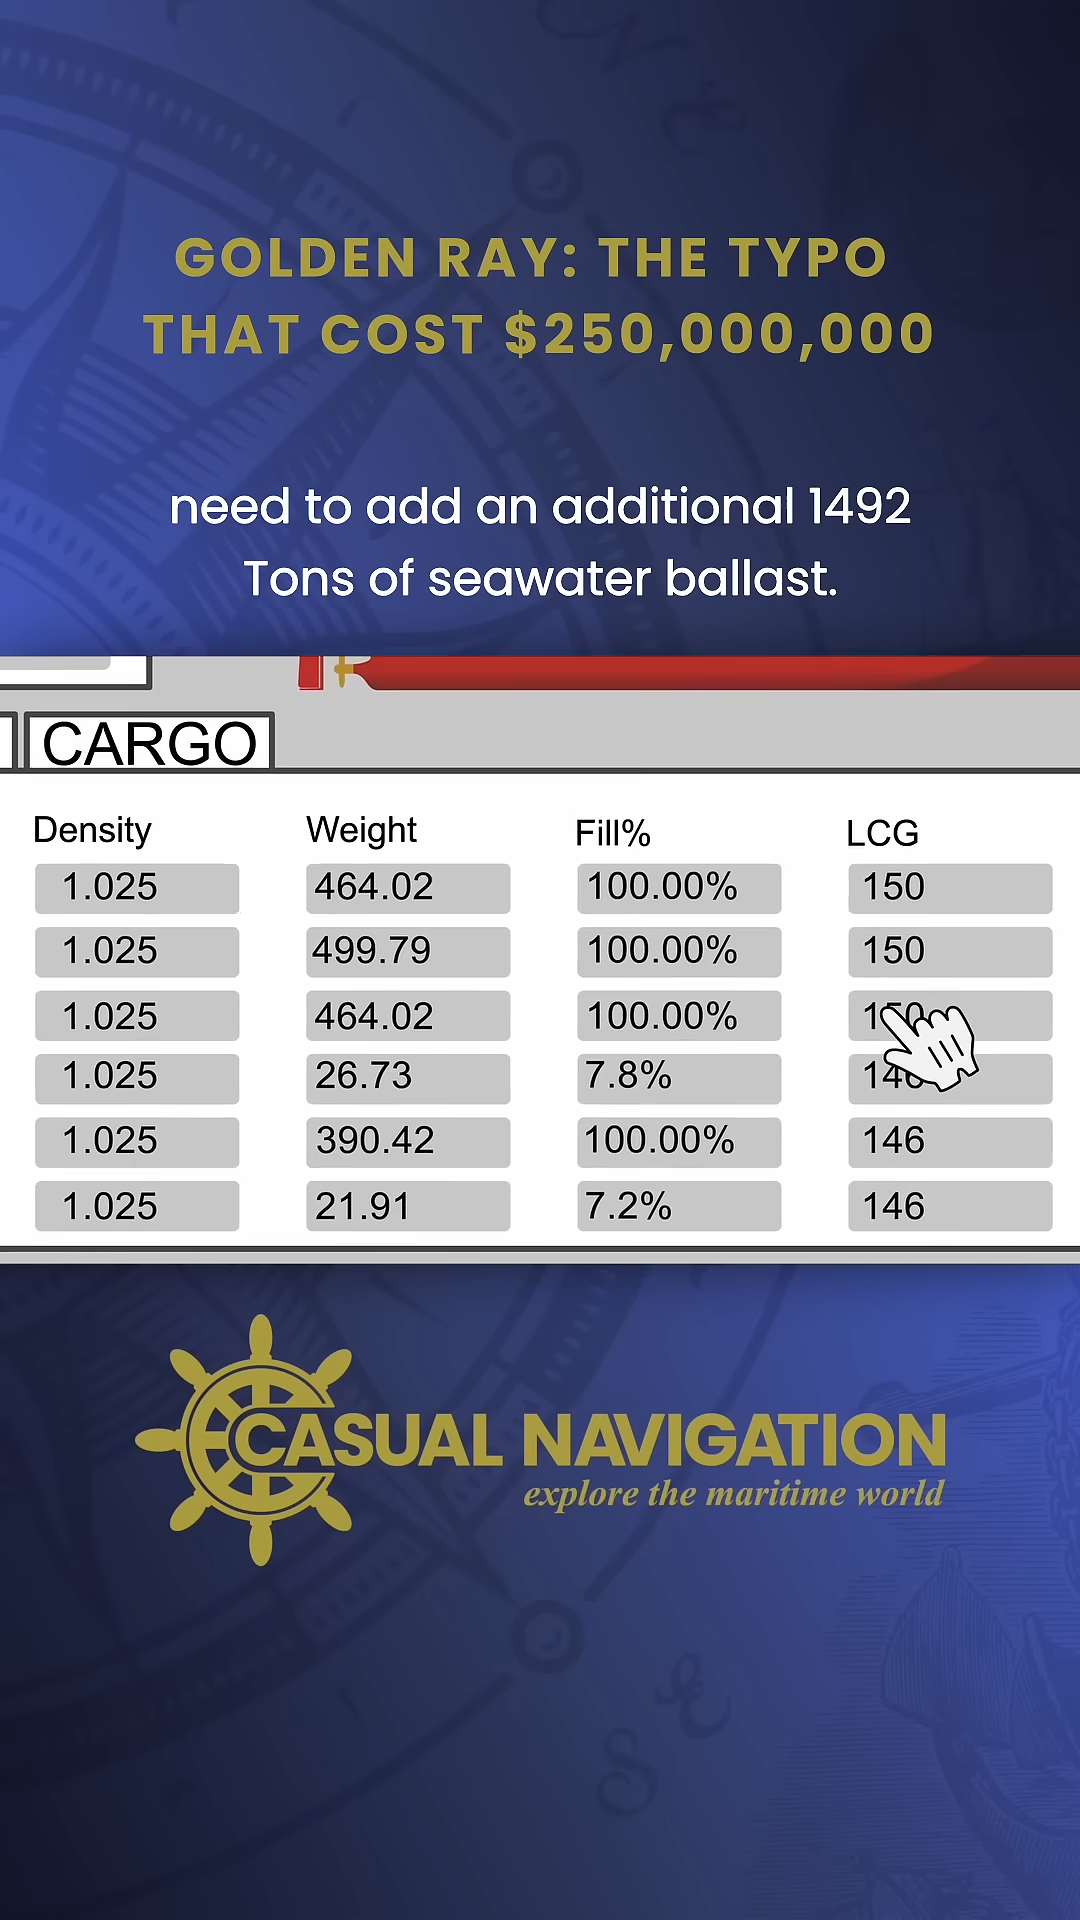 GOLDEN RAY: THE TYPO
THAT COST $250,000,000
need to add an additional 1492
Tons of seawater ballast.
CARGO
Density Weight Fill% LCG
1.025 464.02 100.00% 150
1.025 499.79 100.00% 150
1.025 464.02 100.00%
1.025 26.73 7.8%
1.025 390.42 100.00% 146
1.025 21.91 7.2% 146
CASUAL NAVIGATION
explore the maritime world